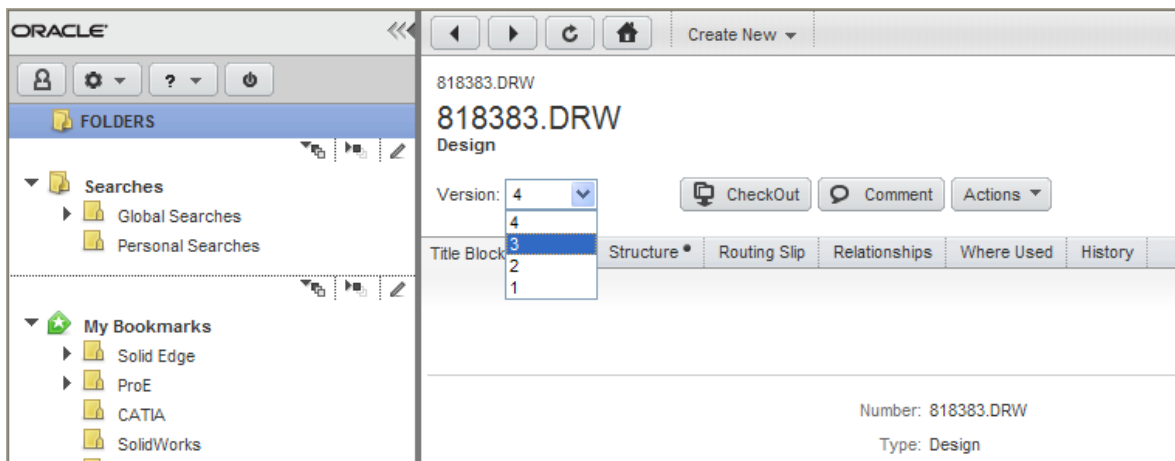 ORACLE
Create New
?
FOLDERS
Searches
Global Searches
Personal Searches
My Bookmarks
Solid Edge
ProE
CATIA
SolidWorks
818383.DRW
818383.DRW
Design
Version: 4
4
3
2
1
CheckOut
Comment
Actions
Title Block
Structure
Routing Slip
Relationships
Where Used
History
Number: 818383.DRW
Type: Design